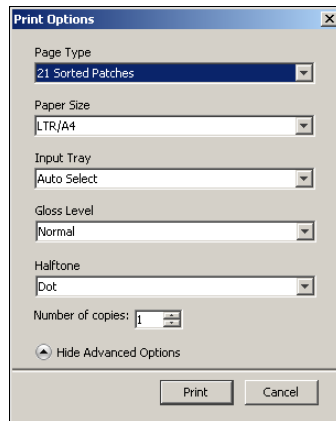 Print Options
Page Type
21 Sorted Patches
Paper Size
LTR/A4
Input Tray
Auto Select
Gloss Level
Normal
Halftone
Dot
Number of copies: 1
Hide Advanced Options
Print Cancel